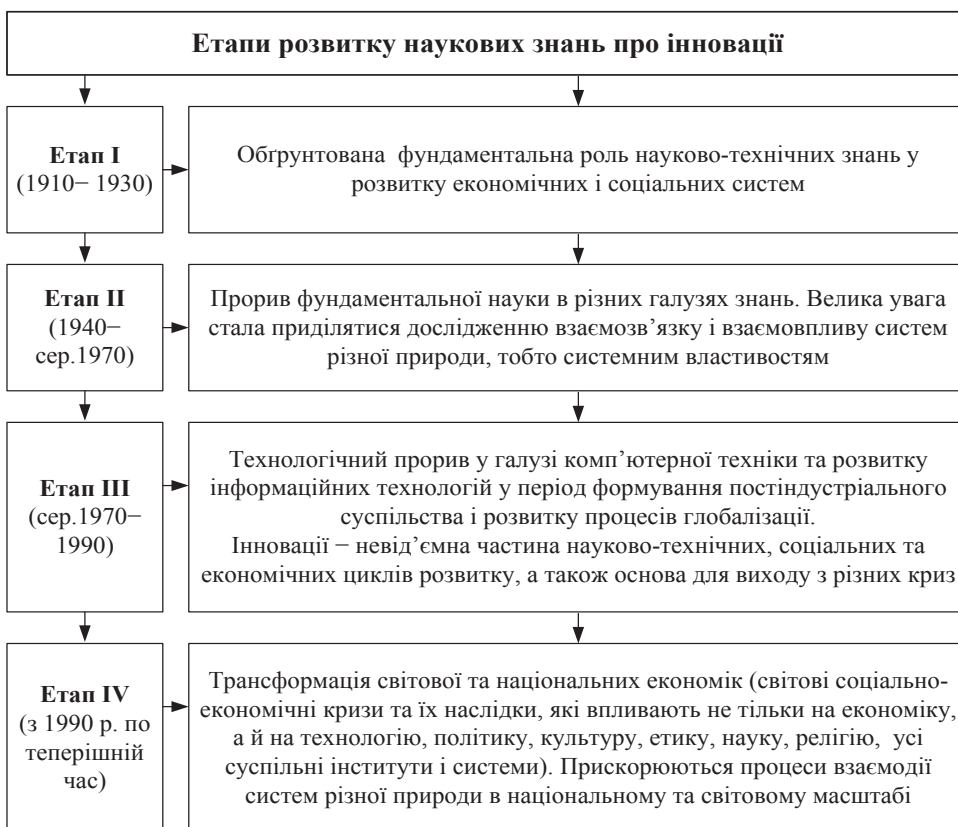 Етапи розвитку наукових знань про інновації
Етап I
(1910− 1930)
Обґрунтована фундаментальна роль науково-технічних знань у
розвитку економічних і соціальних систем
Етап II
(1940−
сер.1970)
Прорив фундаментальної науки в різних галузях знань. Велика увага
стала приділятися дослідженню взаємозв’язку і взаємовпливу систем
різної природи, тобто системним властивостям
Етап III
(сер.1970−
1990)
Технологічний прорив у галузі комп’ютерної техніки та розвитку
інформаційних технологій у період формування постіндустріального
суспільства і розвитку процесів глобалізації.
Інновації − невід’ємна частина науково-технічних, соціальних та
економічних циклів розвитку, а також основа для виходу з різних криз
Етап IV
(з 1990 р. по
теперішній
час)
Трансформація світової та національних економік (світові соціально-
економічні кризи та їх наслідки, які впливають не тільки на економіку,
а й на технологію, політику, культуру, етику, науку, релігію, усі
суспільні інститути і системи). Прискорюються процеси взаємодії
систем різної природи в національному та світовому масштабі